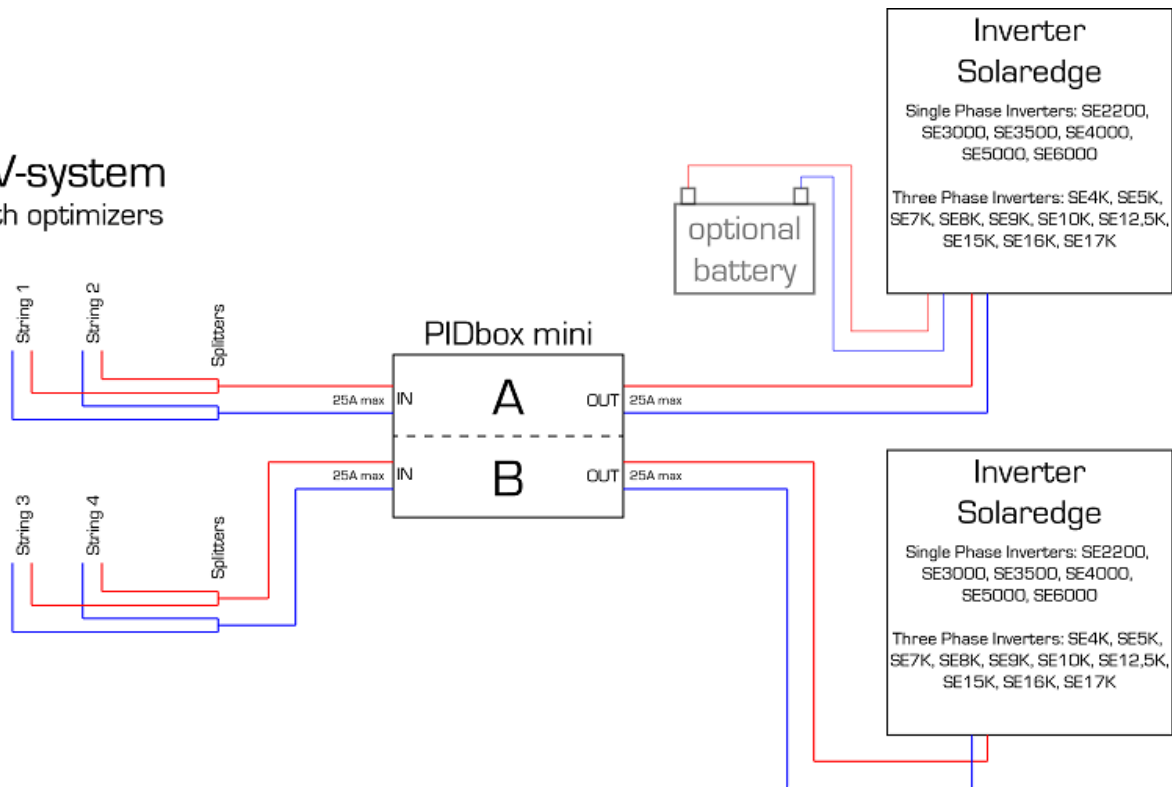 V-system
th optimizers
Inverter
Solaredge
Single Phase Inverters: SE2200,
SE3000, SE3500, SE4000,
SE5000, SE6000
Three Phase Inverters: SE4K, SE5K,
SE7K, SE8K, SE9K, SE10K, SE12,5K,
SE15K, SE16K, SE17K
optional
battery
String 1
String 2
Splitters
PIDbox mini
25A max
IN
A
OUT
25A max
25A max
IN
B
OUT
25A max
String 3
String 4
Splitters
Inverter
Solaredge
Single Phase Inverters: SE2200,
SE3000, SE3500, SE4000,
SE5000, SE6000
Three Phase Inverters: SE4K, SE5K,
SE7K, SE8K, SE9K, SE10K, SE12,5K,
SE15K, SE16K, SE17K